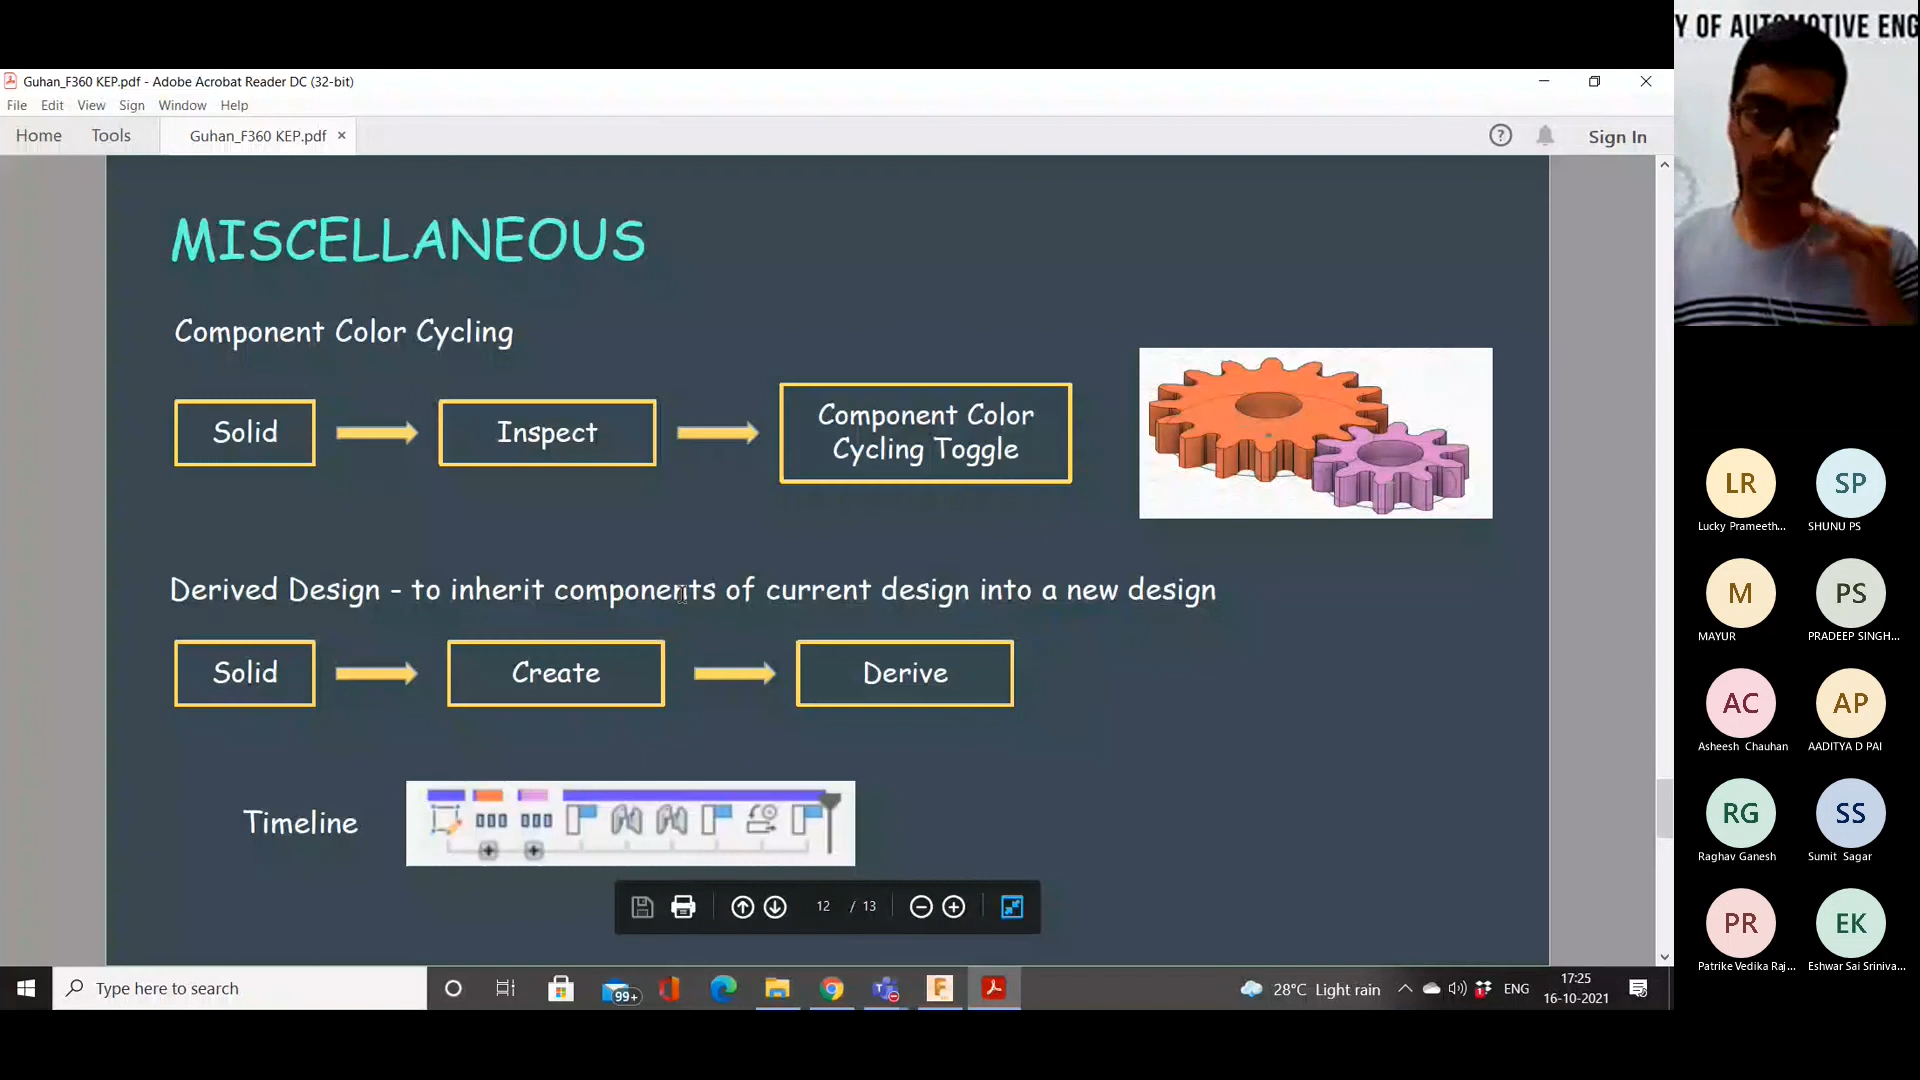 Y OF AUTOMOTIVE ENG
Guhan_F360 KEP.pdf - Adobe Acrobat Reader DC (32-bit)
File Edit View Sign Window Help
Home Tools Guhan_F360 KEP.pdf × Sign In
MISCELLANEOUS
Component Color Cycling
Solid Inspect Component Color
Cycling Toggle
Derived Design - to inherit components of current design into a new design
Solid Create Derive
Timeline
12 / 13
LR SP
Lucky Prameeth... SHUNU PS
M PS
MAYUR PRADEEP SINGH...
AC AP
Asheesh Chauhan AADITYA D PAI
RG SS
Raghav Ganesh Sumit Sagar
PR EK
Patrike Vedika Raj... Eshwar Sai Sriniva...
Type here to search 99+ 28°C Light rain ENG 17:25
16-10-2021